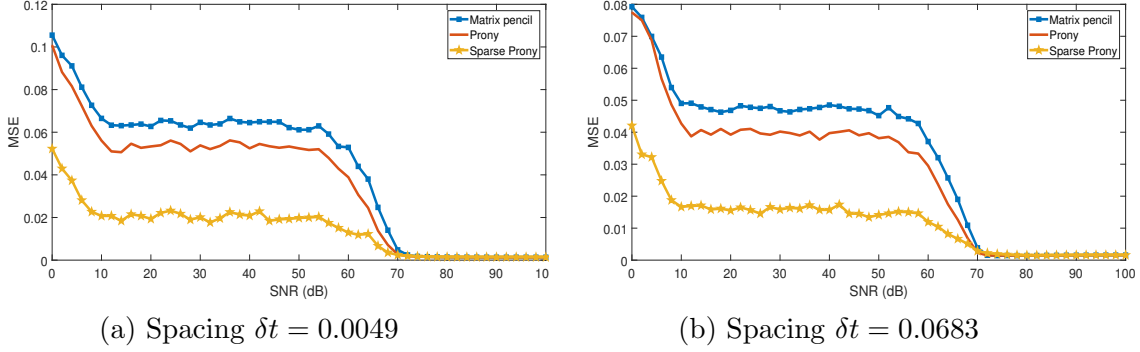 0.12
0.1
0.08
0.06
0.04
0.02
0
MSE
Matrix pencil
Prony
Sparse Prony
0 10 20 30 40 50 60 70 80 90 100
SNR (dB)
(a) Spacing δt = 0.0049
0.08
0.07
0.06
0.05
0.04
0.03
0.02
0.01
0
MSE
Matrix pencil
Prony
Sparse Prony
0 10 20 30 40 50 60 70 80 90 100
SNR (dB)
(b) Spacing δt = 0.0683